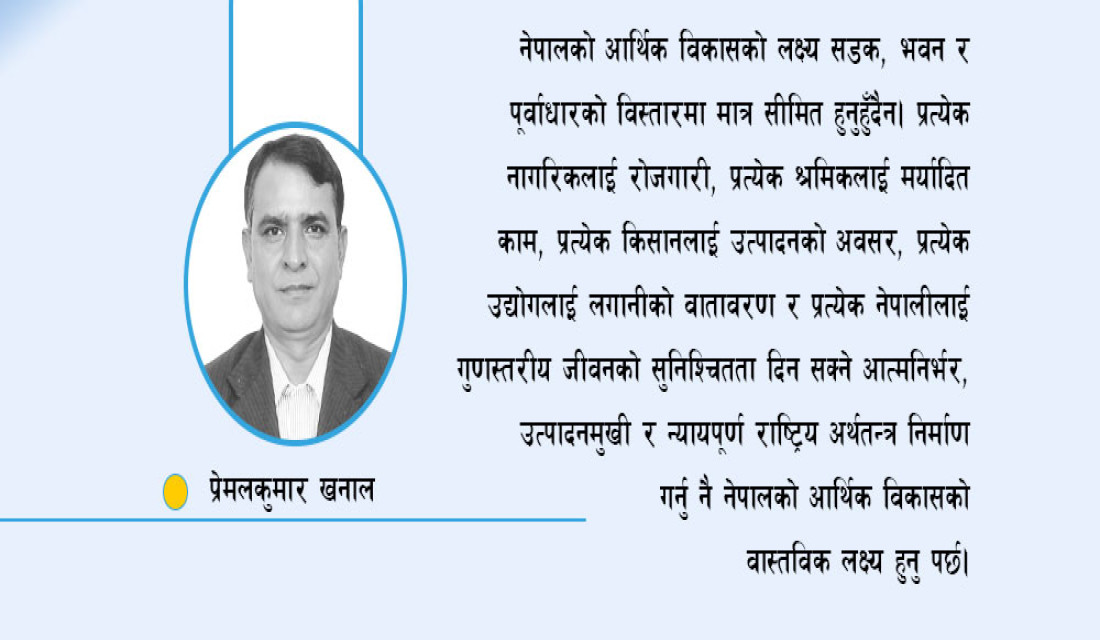 नेपालको आर्थिक विकासको लक्ष्य सडक, भवन र
पूर्वाधारको विस्तारमा मात्र सीमित हुनुहुँदैन। प्रत्येक
नागरिकलाई रोजगारी, प्रत्येक श्रमिकलाई मर्यादित
काम, प्रत्येक किसानलाई उत्पादनको अवसर, प्रत्येक
उद्योगलाई लगानीको वातावरण र प्रत्येक नेपालीलाई
गुणस्तरीय जीवनको सुनिश्चितता दिन सक्ने आत्मनिर्भर,
उत्पादनमुखी र न्यायपूर्ण राष्ट्रिय अर्थतन्त्र निर्माण
गर्नु नै नेपालको आर्थिक विकासको
वास्तविक लक्ष्य हुनु पर्छ।
प्रेमलकुमार खनाल